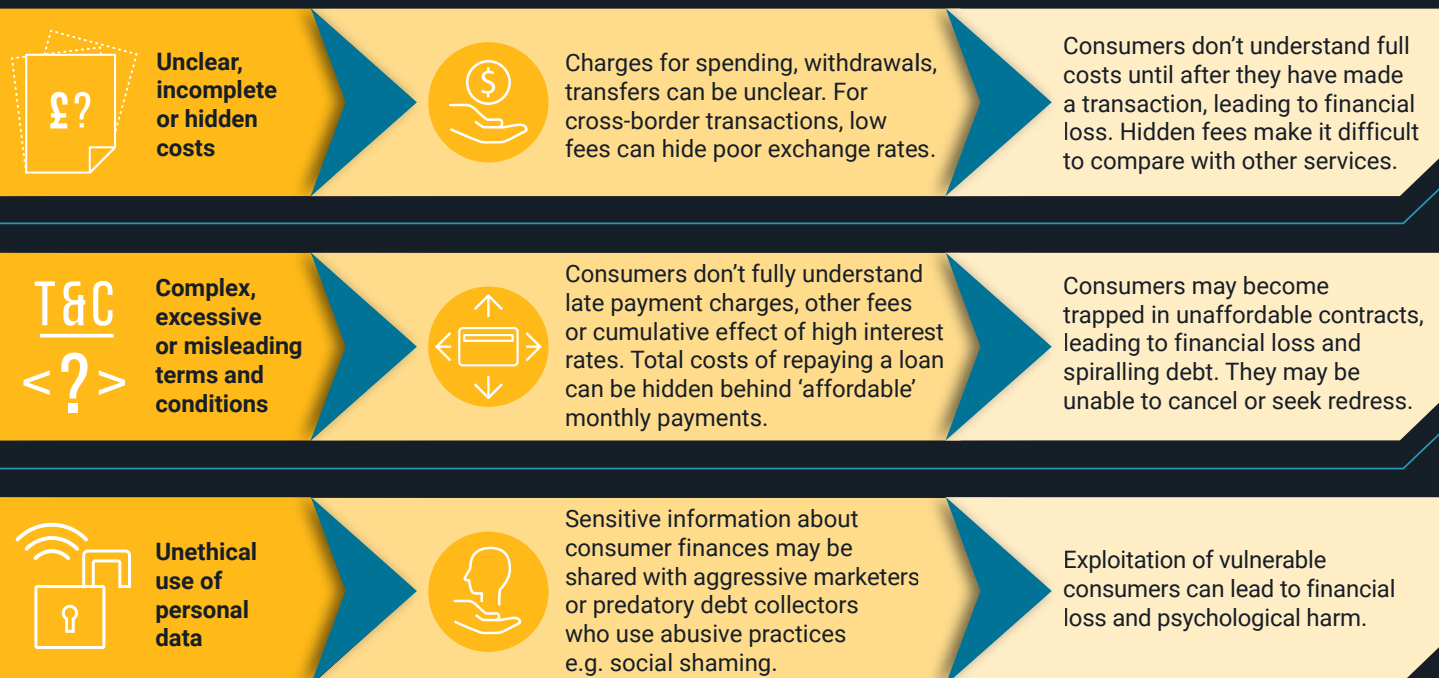 £?
Unclear,
incomplete
or hidden
costs
$
Charges for spending, withdrawals,
transfers can be unclear. For
cross-border transactions, low
fees can hide poor exchange rates.
Consumers don’t understand full
costs until after they have made
a transaction, leading to financial
loss. Hidden fees make it difficult
to compare with other services.
T&C
<?>
Complex,
excessive
or misleading
terms and
conditions
Consumers don’t fully understand
late payment charges, other fees
or cumulative effect of high interest
rates. Total costs of repaying a loan
can be hidden behind ‘affordable’
monthly payments.
Consumers may become
trapped in unaffordable contracts,
leading to financial loss and
spiralling debt. They may be
unable to cancel or seek redress.
Unethical
use of
personal
data
Sensitive information about
consumer finances may be
shared with aggressive marketers
or predatory debt collectors
who use abusive practices
e.g. social shaming.
Exploitation of vulnerable
consumers can lead to financial
loss and psychological harm.